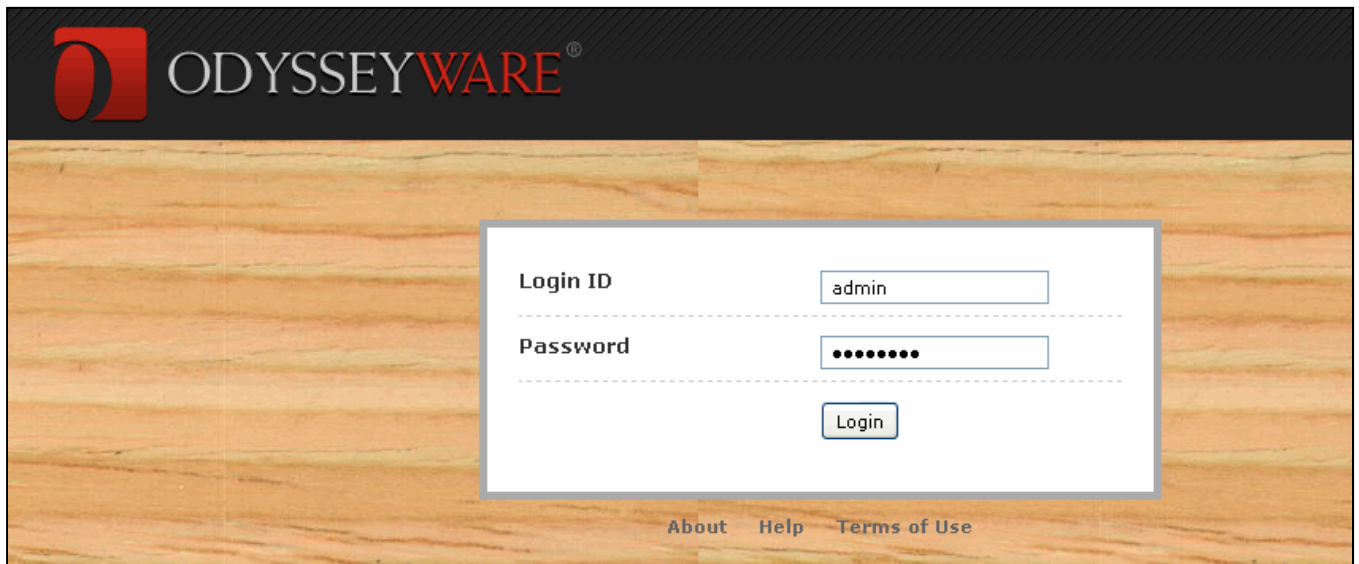 ODYSSEYWARE®
Login ID admin
Password ••••••••
Login
About Help Terms of Use